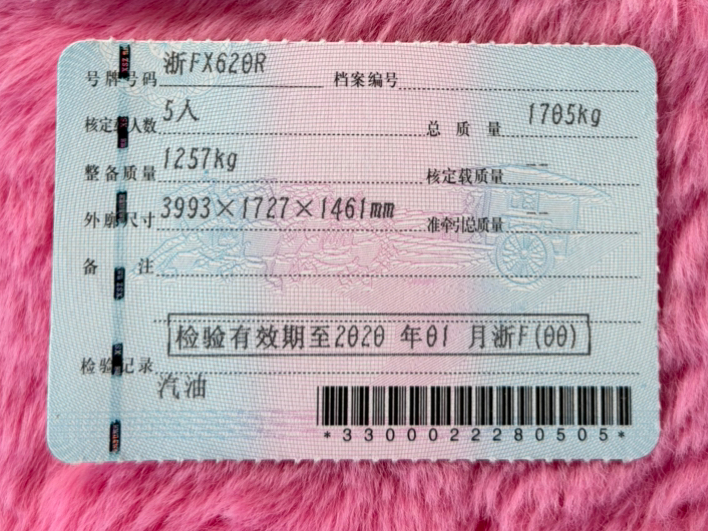 号牌号码 浙FX620R 档案编号
核定载人数 5人 总质量 1705kg
整备质量 1257kg 核定载质量 --
外廓尺寸 3993×1727×1461mm 准牵引总质量 --
备注
检验有效期至2020 年01 月浙F(00)
检验记录
汽油
*3300022280505*